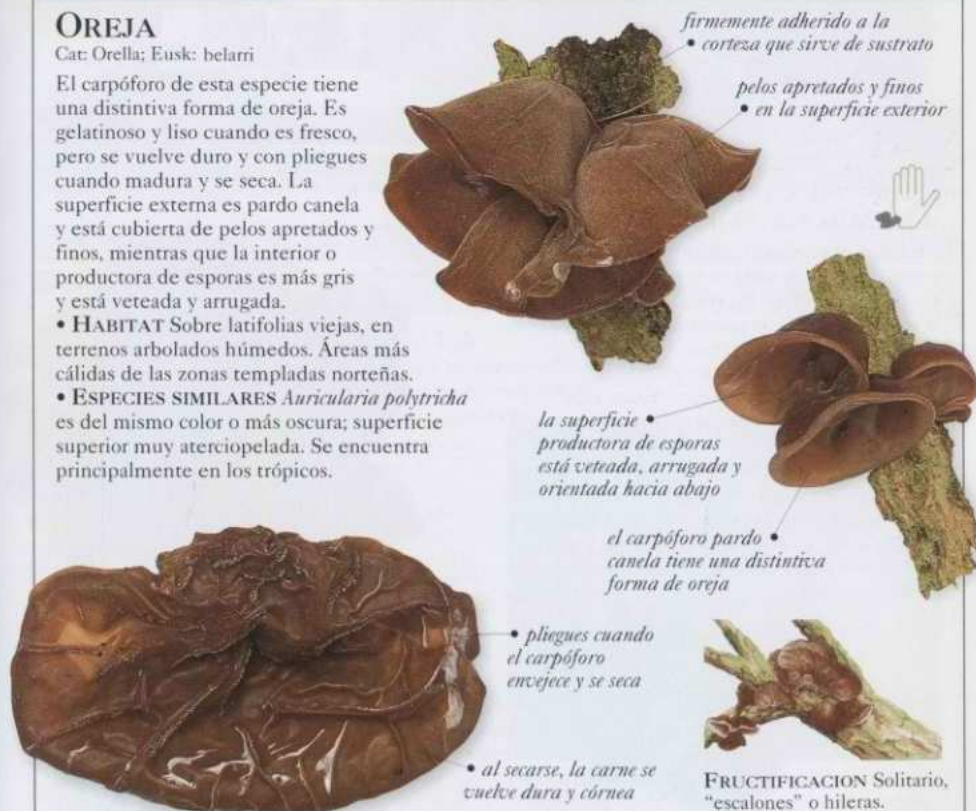 OREJA
Cat: Orella; Eusk: belarri
El carpóforo de esta especie tiene
una distintiva forma de oreja. Es
gelatinoso y liso cuando es fresco,
pero se vuelve duro y con pliegues
cuando madura y se seca. La
superficie externa es pardo canela
y está cubierta de pelos apretados y
finos, mientras que la interior o
productora de esporas es más gris
y está veteada y arrugada.
• HABITAT Sobre latifolias viejas, en
terrenos arbolados húmedos. Áreas más
cálidas de las zonas templadas norteñas.
• ESPECIES SIMILARES Auricularia polytricha
es del mismo color o más oscura; superficie
superior muy aterciopelada. Se encuentra
principalmente en los trópicos.
firmemente adherido a la
• corteza que sirve de sustrato
pelos apretados y finos
• en la superficie exterior
la superficie •
productora de esporas
está veteada, arrugada y
orientada hacia abajo
el carpóforo pardo •
canela tiene una distintiva
forma de oreja
• pliegues cuando
el carpóforo
envejece y se seca
• al secarse, la carne se
vuelve dura y córnea
FRUCTIFICACION Solitario,
"escalones" o hileras.